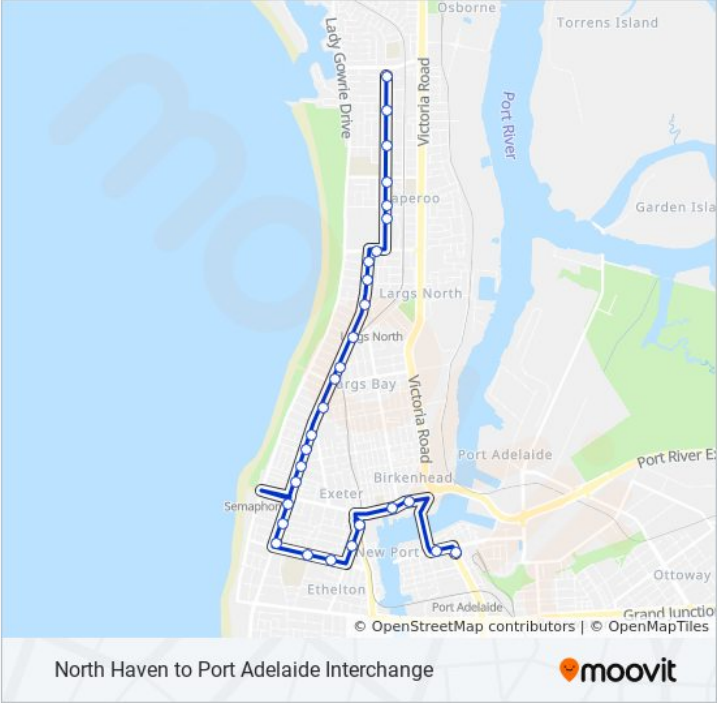 Osborne
Torrens Island
Lady Gowrie Drive
Victoria Road
Port River
aperoo
Garden Isla
Largs North
Largs North
args Bay
Victoria Road
Port Adelaide
Port River E
Birkenhead
Exeter
Semaphor
New Port
Ottoway
Ethelton
Port Adelaide
Grand Junctio
© OpenStreetMap contributors | © OpenMapTiles
North Haven to Port Adelaide Interchange
moovit